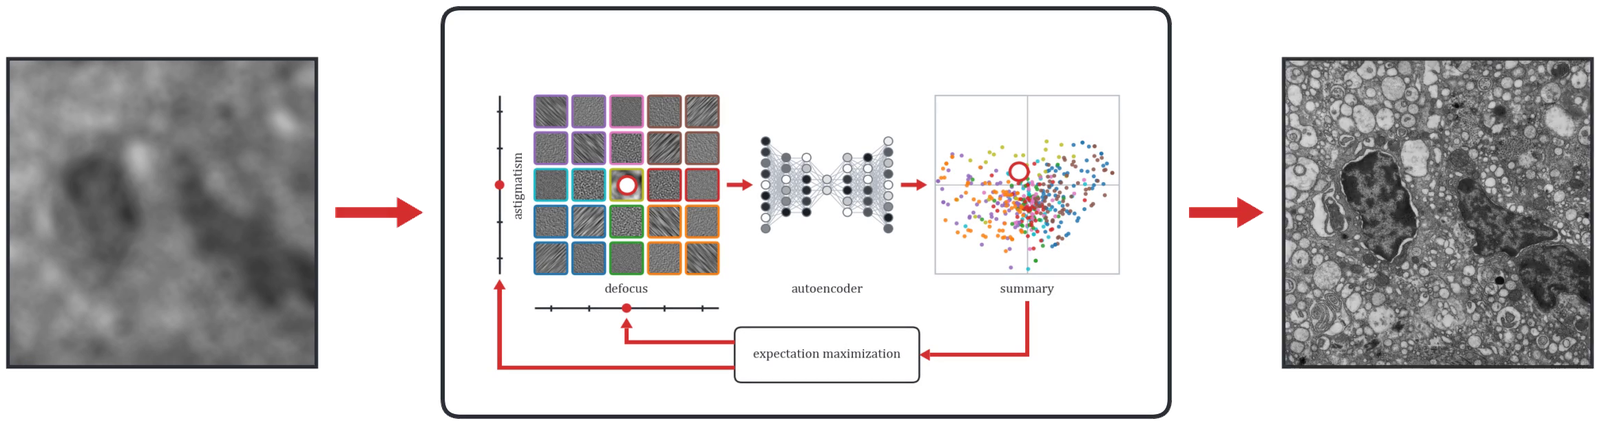 astigmatism
defocus
autoencoder
summary
expectation maximization